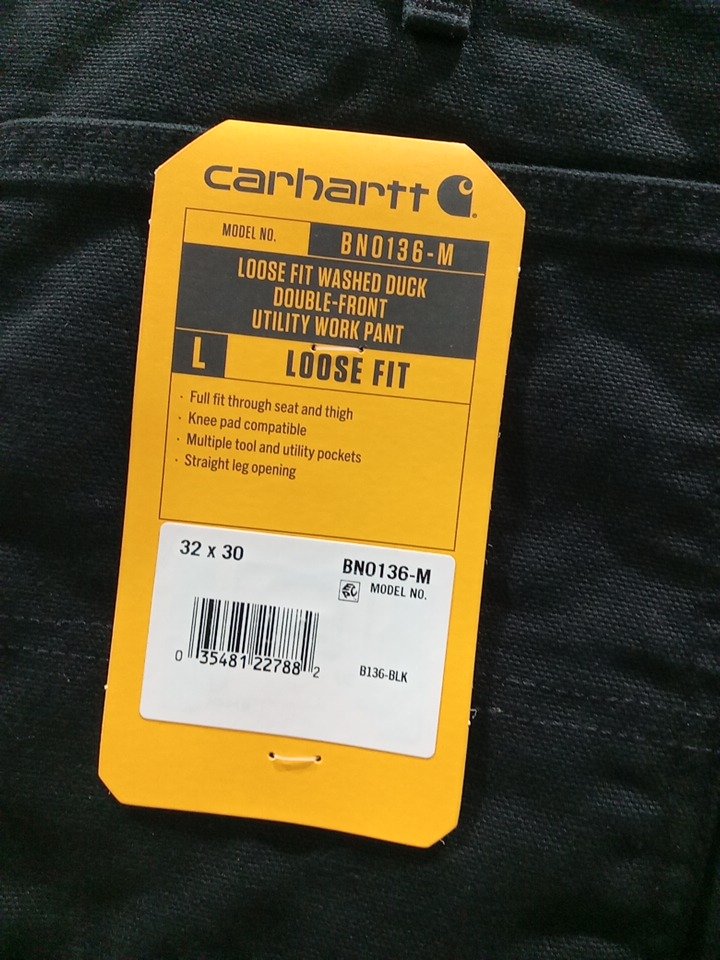 carhartt
MODEL NO. BN0136-M
LOOSE FIT WASHED DUCK
DOUBLE-FRONT
UTILITY WORK PANT
L LOOSE FIT
· Full fit through seat and thigh
· Knee pad compatible
· Multiple tool and utility pockets
· Straight leg opening
32 x 30
BN0136-M
MODEL NO.
0 35481 22788 2
B136-BLK